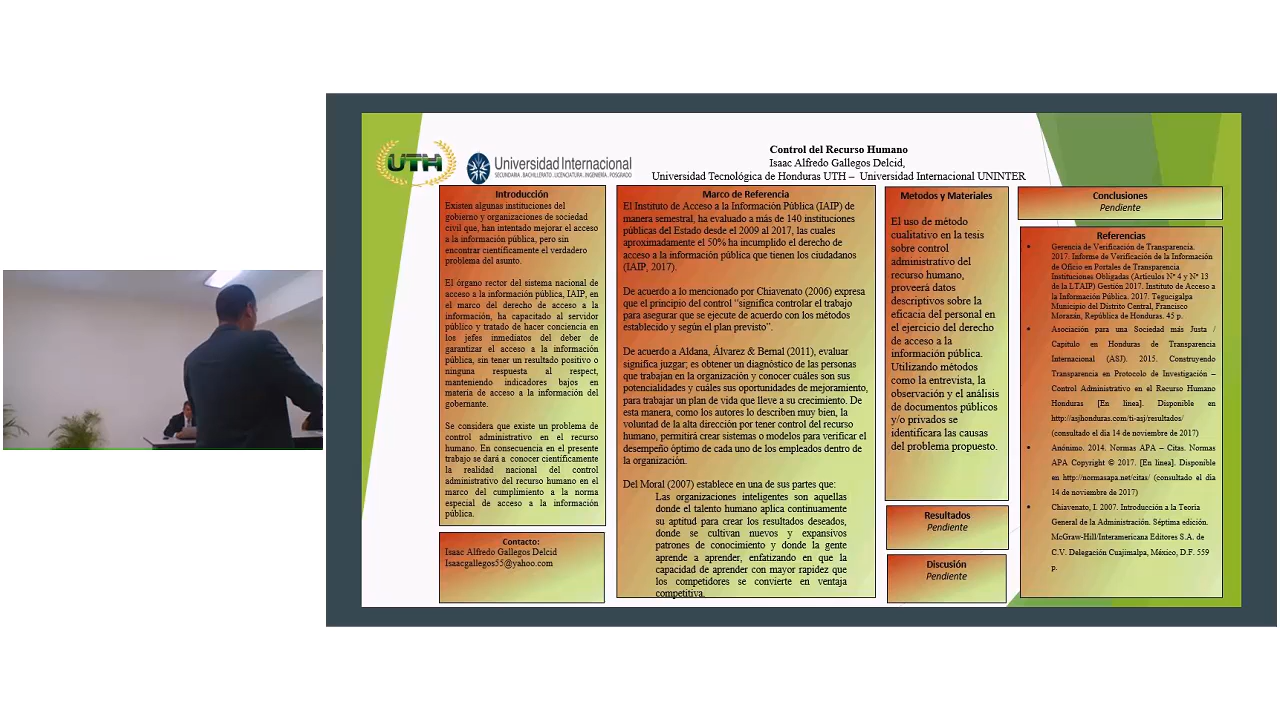 Control del Recurso Humano
Isaac Alfredo Gallegos Delcid,
Universidad Tecnológica de Honduras UTH – Universidad Internacional UNINTER
UTH
Universidad Internacional
SECUNDARIA . BACHILLERATO . LICENCIATURA . INGENIERÍA . POSGRADO
Introducción
Existen algunas instituciones del
gobierno y organizaciones de sociedad
civil que, han intentado mejorar el acceso
a la información pública, pero sin
encontrar científicamente el verdadero
problema del asunto.
El órgano rector del sistema nacional de
acceso a la información pública, IAIP, en
el marco del derecho de acceso a la
información, ha capacitado al servidor
público y tratado de hacer conciencia en
los jefes inmediatos del deber de
garantizar el acceso a la información
pública, sin tener un resultado positivo o
ninguna respuesta al respect,
manteniendo indicadores bajos en
materia de acceso a la información del
gobernante.
Se considera que existe un problema de
control administrativo en el recurso
humano. En consecuencia en el presente
trabajo se dará a conocer científicamente
la realidad nacional del control
administrativo del recurso humano en el
marco del cumplimiento a la norma
especial de acceso a la información
pública.
Contacto:
Isaac Alfredo Gallegos Delcid
Isaacgallegos55@yahoo.com
Marco de Referencia
El Instituto de Acceso a la Información Pública (IAIP) de
manera semestral, ha evaluado a más de 140 instituciones
públicas del Estado desde el 2009 al 2017, las cuales
aproximadamente el 50% ha incumplido el derecho de
acceso a la información pública que tienen los ciudadanos
(IAIP, 2017).
De acuerdo a lo mencionado por Chiavenato (2006) expresa
que el principio del control "significa controlar el trabajo
para asegurar que se ejecute de acuerdo con los métodos
establecido y según el plan previsto".
De acuerdo a Aldana, Álvarez & Bernal (2011), evaluar
significa juzgar; es obtener un diagnóstico de las personas
que trabajan en la organización y conocer cuáles son sus
potencialidades y cuáles sus oportunidades de mejoramiento,
para trabajar un plan de vida que lleve a su crecimiento. De
esta manera, como los autores lo describen muy bien, la
voluntad de la alta dirección por tener control del recurso
humano, permitirá crear sistemas o modelos para verificar el
desempeño óptimo de cada uno de los empleados dentro de
la organización.
Del Moral (2007) establece en una de sus partes que:
Las organizaciones inteligentes son aquellas
donde el talento humano aplica continuamente
su aptitud para crear los resultados deseados,
donde se cultivan nuevos y expansivos
patrones de conocimiento y donde la gente
aprende a aprender, enfatizando en que la
capacidad de aprender con mayor rapidez que
los competidores se convierte en ventaja
competitiva.
Metodos y Materiales
El uso de método
cualitativo en la tesis
sobre control
administrativo del
recurso humano,
proveerá datos
descriptivos sobre la
eficacia del personal en
el ejercicio del derecho
de acceso a la
información pública.
Utilizando métodos
como la entrevista, la
observación y el análisis
de documentos públicos
y/o privados se
identificara las causas
del problema propuesto.
Resultados
Pendiente
Discusión
Pendiente
Conclusiones
Pendiente
Referencias
• Gerencia de Verificación de Transparencia.
2017. Informe de Verificación de la Información
de Oficio en Portales de Transparencia
Instituciones Obligadas (Artículos N° 4 y N° 13
de la LTAIP) Gestión 2017. Instituto de Acceso a
la Información Pública. 2017. Tegucigalpa
Municipio del Distrito Central, Francisco
Morazán, República de Honduras. 45 p.
• Asociación para una Sociedad más Justa /
Capitulo en Honduras de Transparencia
Internacional (ASJ). 2015. Construyendo
Transparencia en Protocolo de Investigación –
Control Administrativo en el Recurso Humano
Honduras [En linea]. Disponible en
http://asjhonduras.com/ti-asj/resultados/
(consultado el día 14 de noviembre de 2017)
• Anónimo. 2014. Normas APA – Citas. Normas
APA Copyright © 2017. [En linea]. Disponible
en http://normasapa.net/citas/ (consultado el día
14 de noviembre de 2017)
• Chiavenato, I. 2007. Introducción a la Teoría
General de la Administración. Séptima edición.
McGraw-Hill/Interamericana Editores S.A. de
C.V. Delegación Cuajimalpa, México, D.F. 559
p.